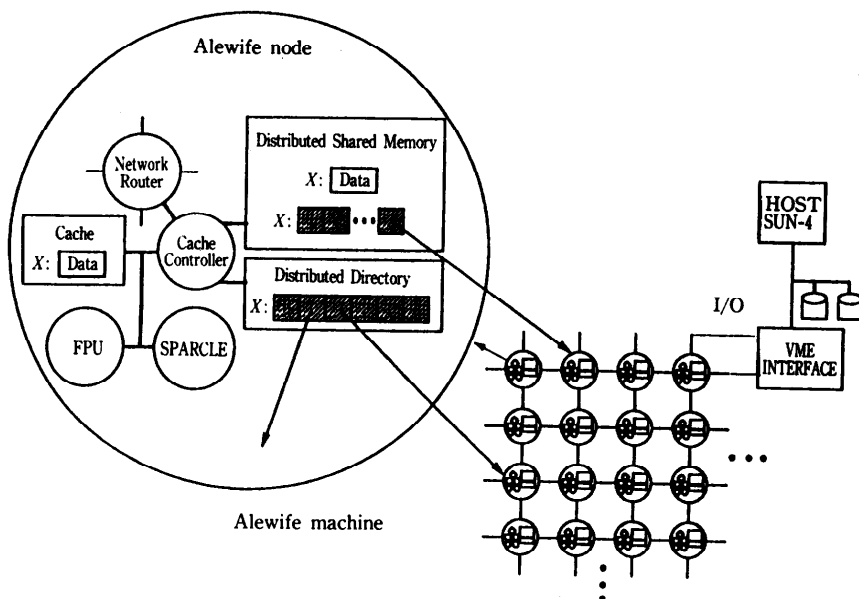 Alewife node
Distributed Shared Memory
X: Data
X:
Network
Router
Cache
X: Data
Cache
Controller
Distributed Directory
X:
FPU
SPARCLE
HOST
SUN-4
I/O
VME
INTERFACE
Alewife machine